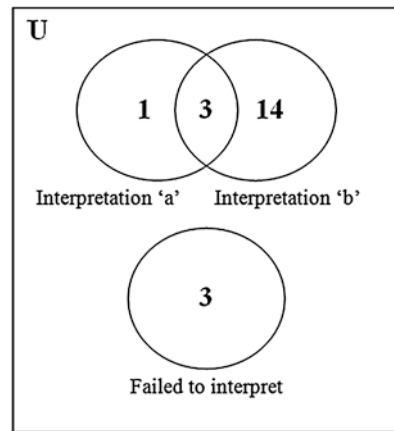 U
1 3 14
Interpretation ‘a’ Interpretation ‘b’
3
Failed to interpret